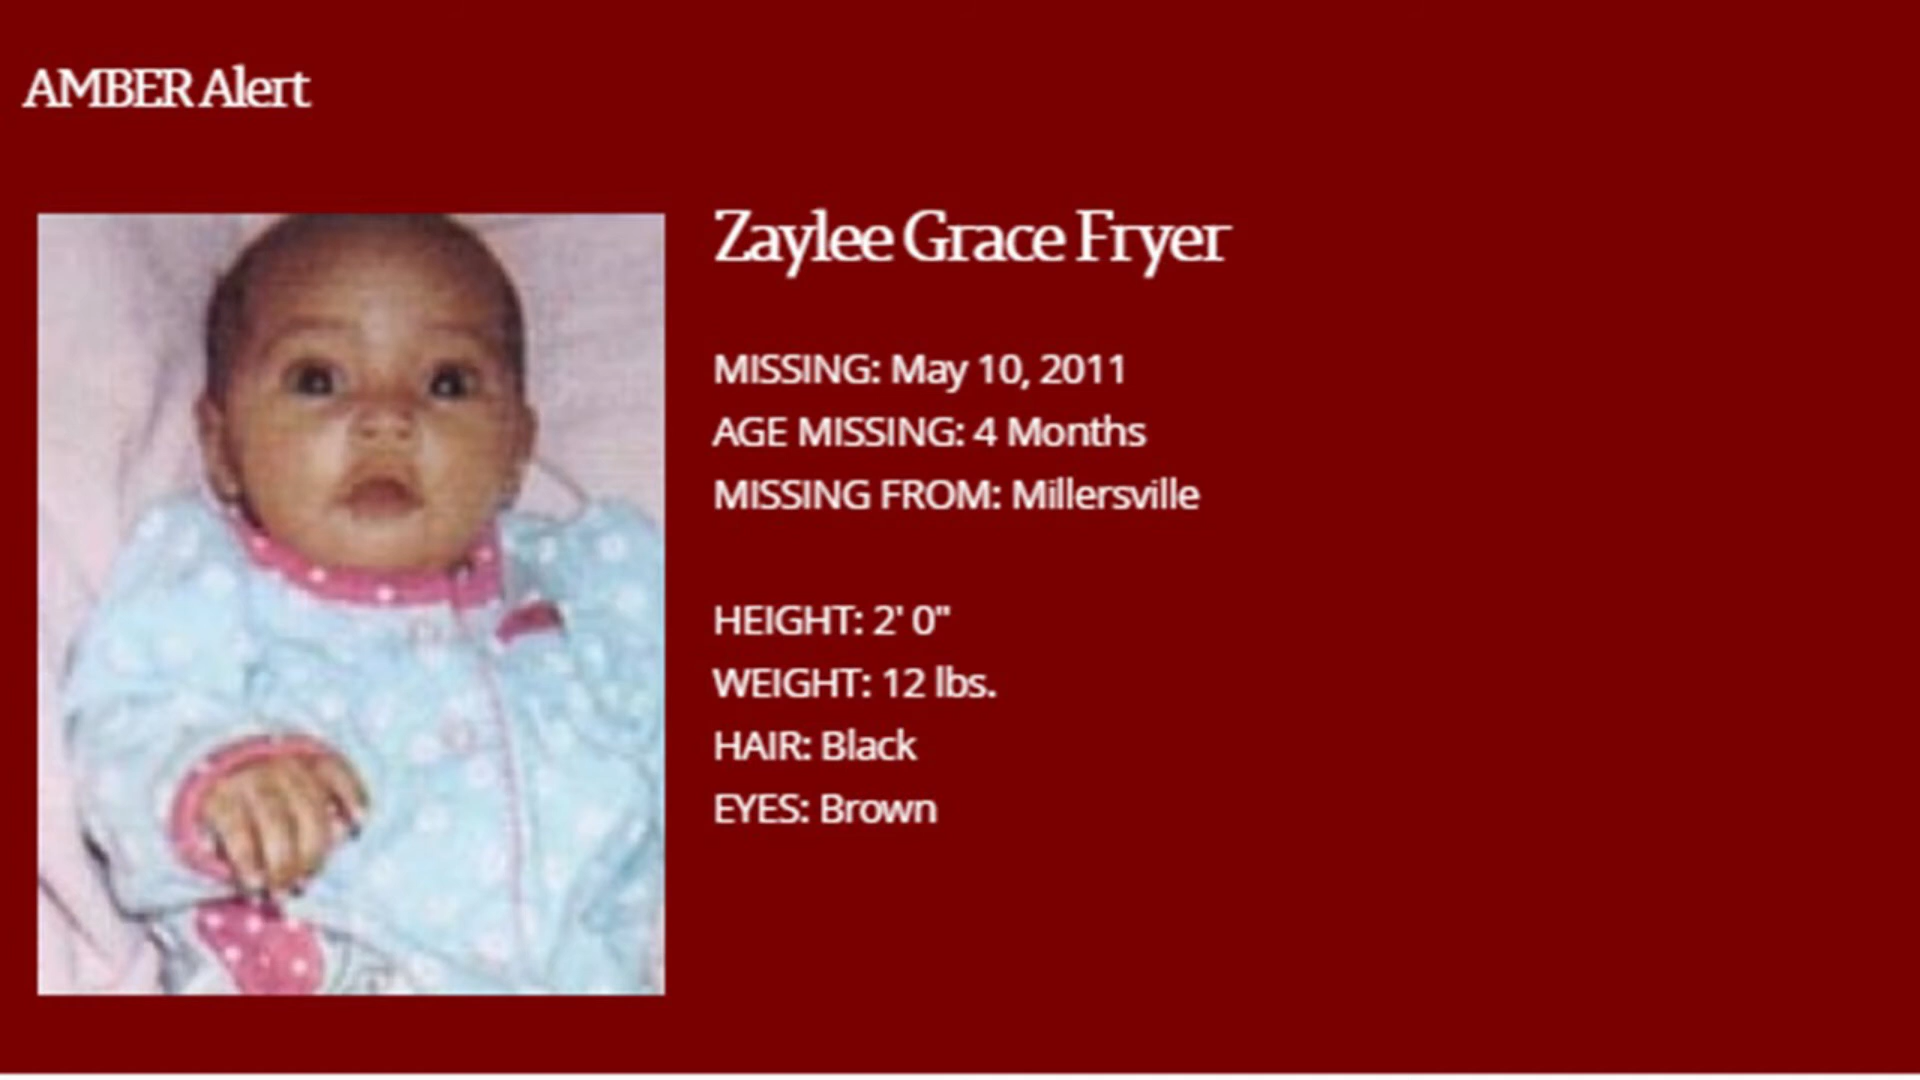 AMBER Alert
Zaylee Grace Fryer
MISSING: May 10, 2011
AGE MISSING: 4 Months
MISSING FROM: Millersville
HEIGHT: 2' 0"
WEIGHT: 12 lbs.
HAIR: Black
EYES: Brown